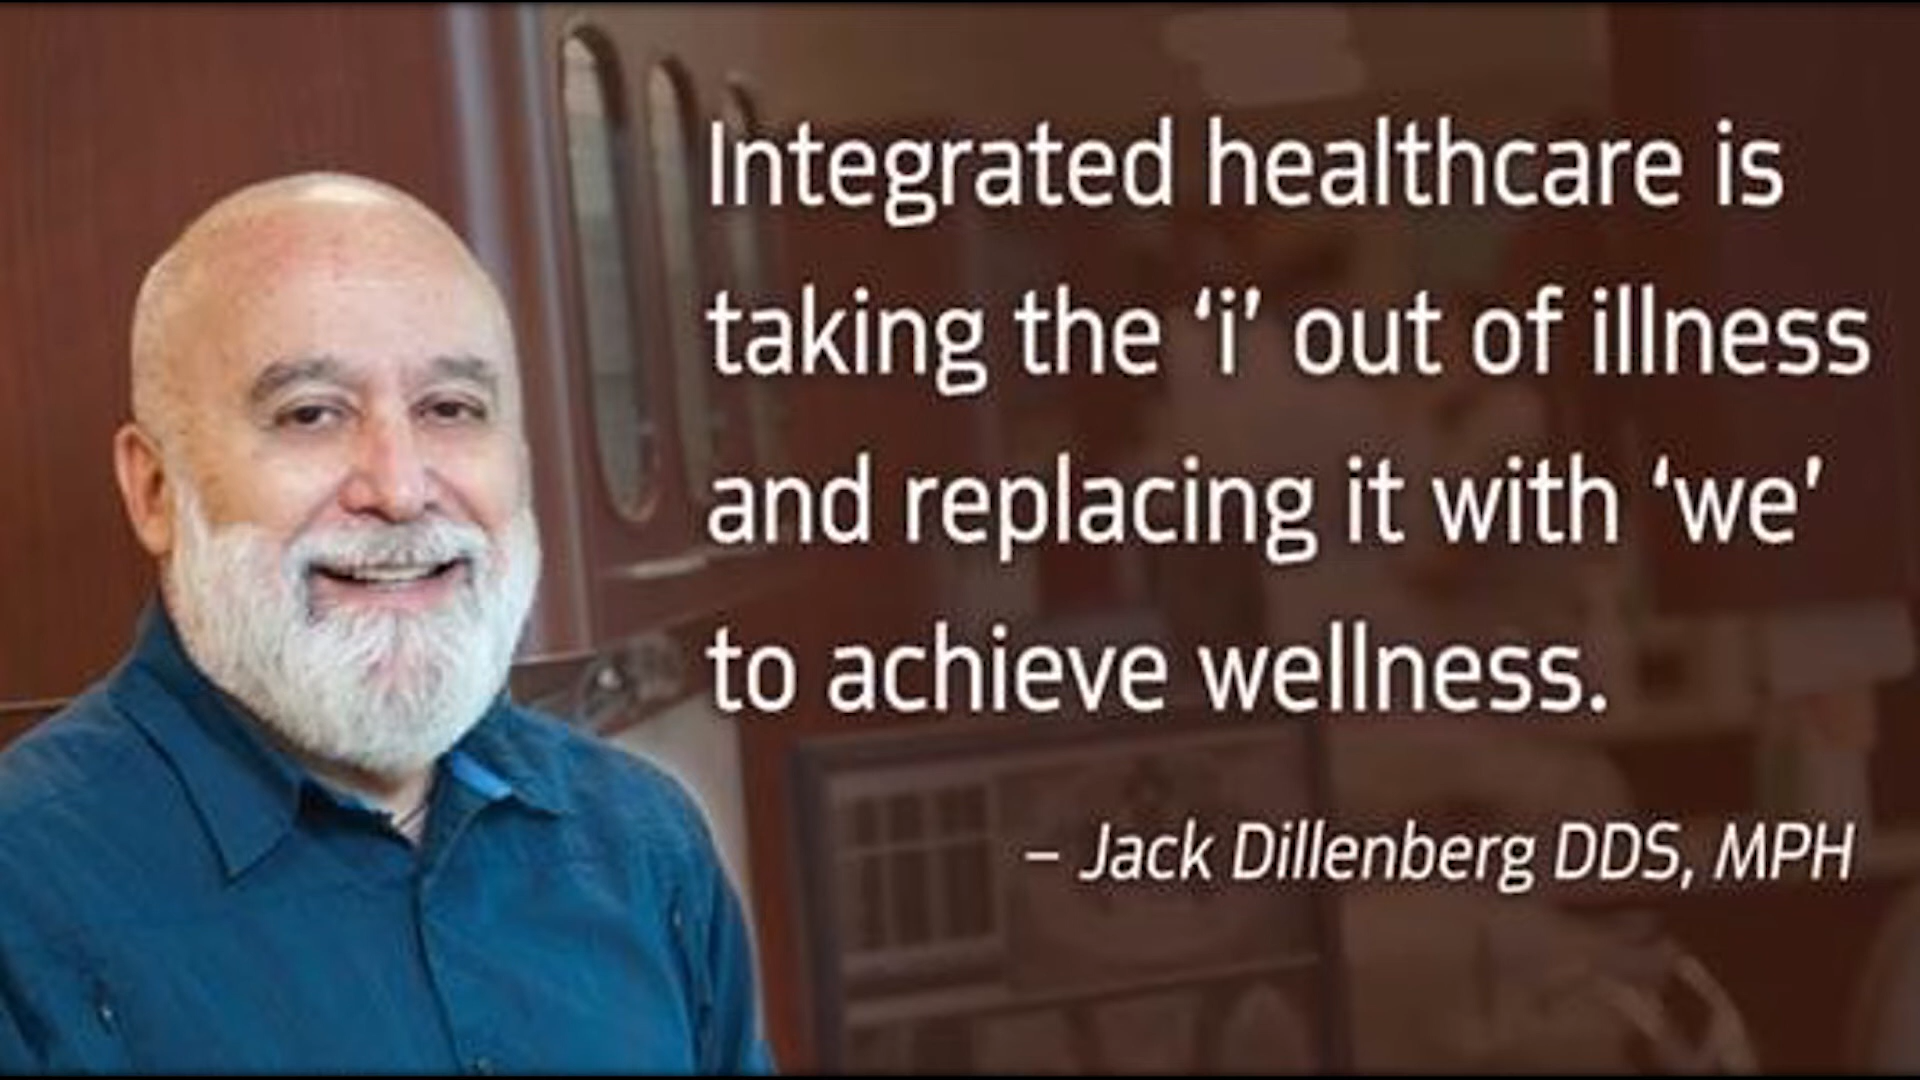 Integrated healthcare is
taking the ‘i’ out of illness
and replacing it with ‘we’
to achieve wellness.
– Jack Dillenberg DDS, MPH